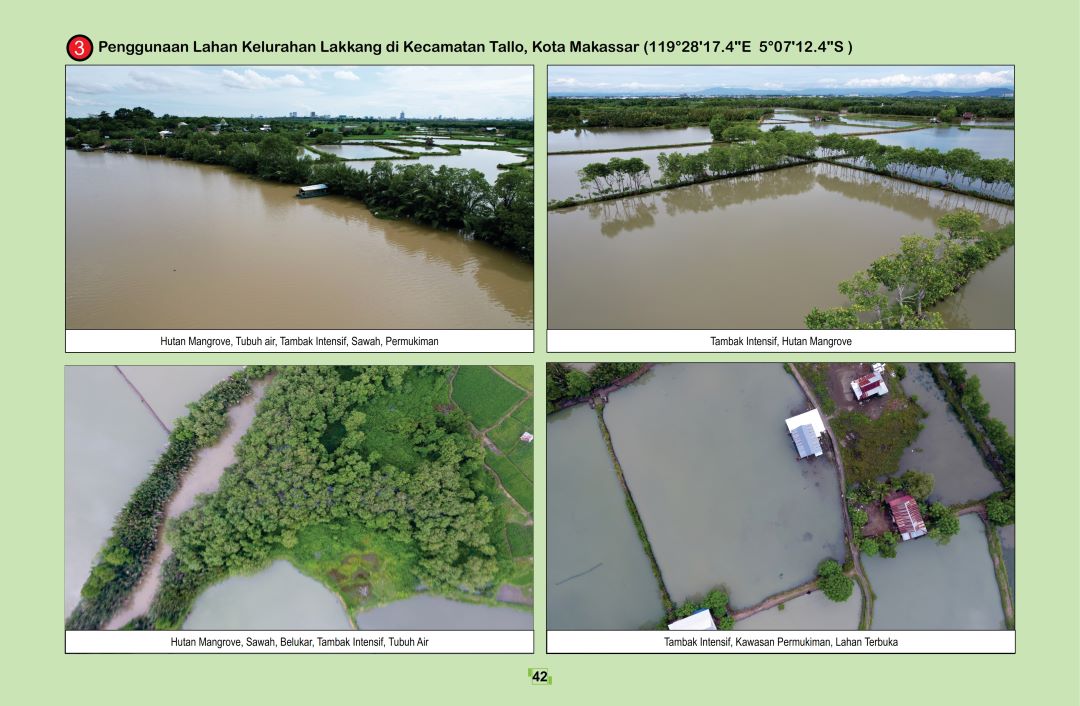 3 Penggunaan Lahan Kelurahan Lakkang di Kecamatan Tallo, Kota Makassar (119°28'17.4"E 5°07'12.4"S )
Hutan Mangrove, Tubuh air, Tambak Intensif, Sawah, Permukiman
Tambak Intensif, Hutan Mangrove
Hutan Mangrove, Sawah, Belukar, Tambak Intensif, Tubuh Air
Tambak Intensif, Kawasan Permukiman, Lahan Terbuka
42